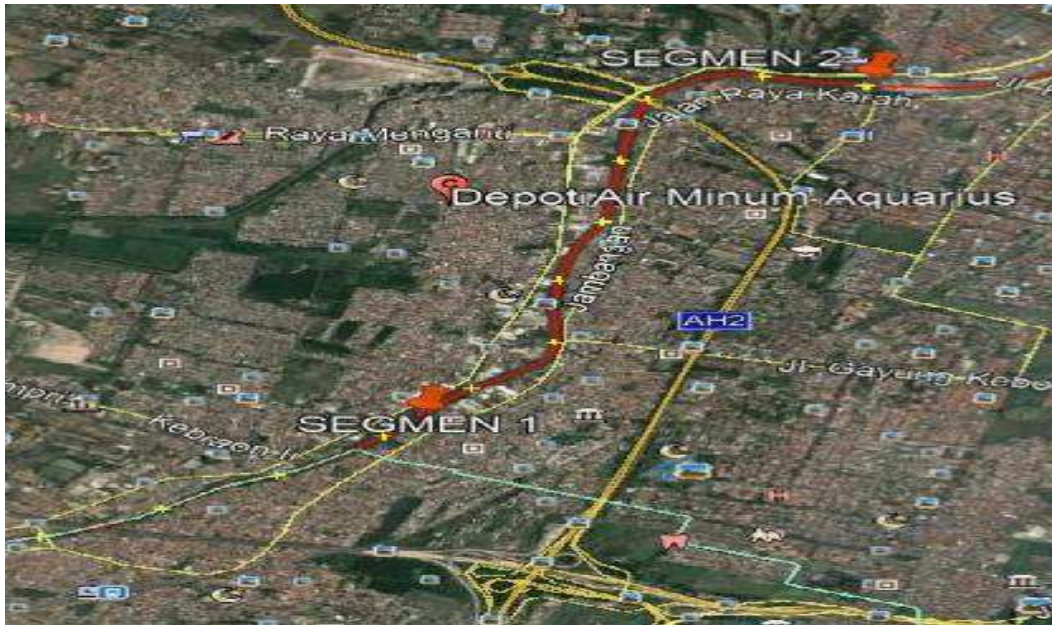 SEGMEN 2
Jalan Raya Kargh.
Raya Menganti
Depot Air Minum Aquarius
Jambangan
AH2
Jl-Gayung Kebo
SEGMEN 1
Kebraon II
H
H
H